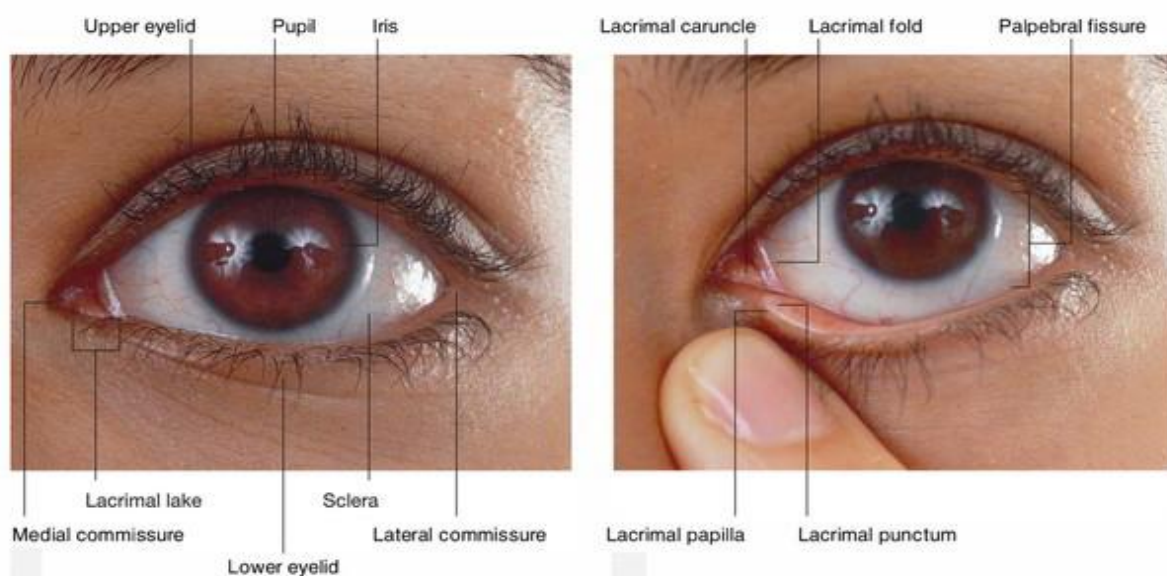 Upper eyelid
Pupil
Iris
Lacrimal lake
Sclera
Medial commissure
Lateral commissure
Lower eyelid
Lacrimal caruncle
Lacrimal fold
Palpebral fissure
Lacrimal papilla
Lacrimal punctum